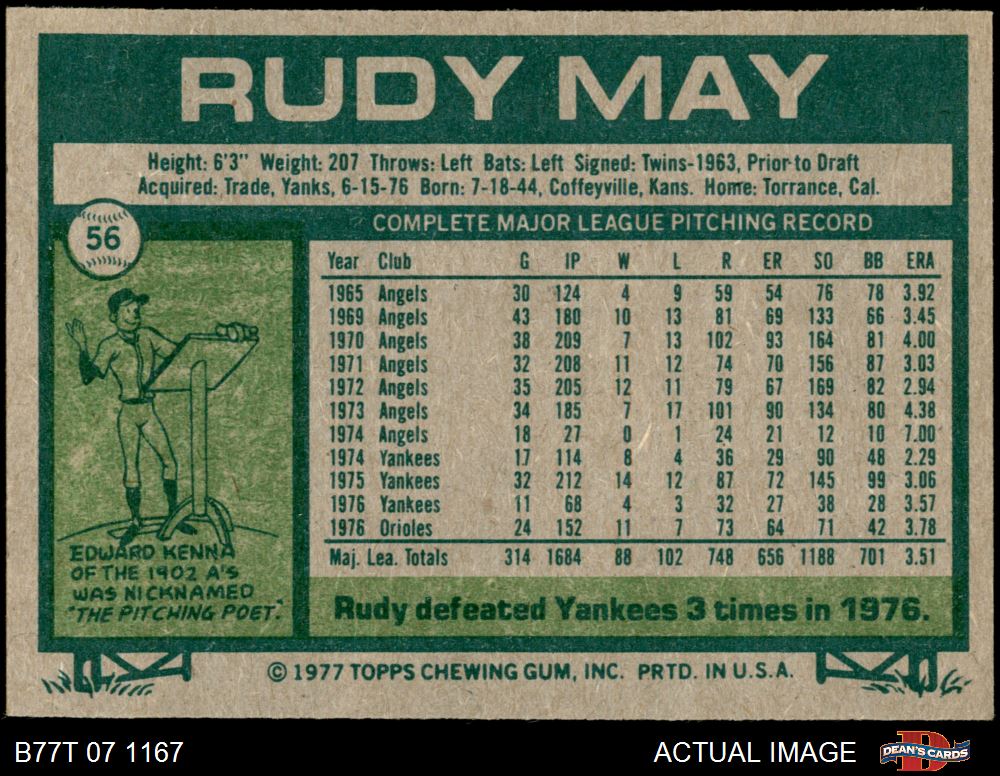 RUDY MAY
Height: 6'3" Weight: 207 Throws: Left Bats: Left Signed: Twins-1963, Prior to Draft
Acquired: Trade, Yanks, 6-15-76 Born: 7-18-44, Coffeyville, Kans. Home: Torrance, Cal.
56
COMPLETE MAJOR LEAGUE PITCHING RECORD
Year Club G IP W L R ER SO BB ERA
1965 Angels 30 124 4 9 59 54 76 78 3.92
1969 Angels 43 180 10 13 81 69 133 66 3.45
1970 Angels 38 209 7 13 102 93 164 81 4.00
1971 Angels 32 208 11 12 74 70 156 87 3.03
1972 Angels 35 205 12 11 79 67 169 82 2.94
1973 Angels 34 185 7 17 101 90 134 80 4.38
1974 Angels 18 27 0 1 24 21 12 10 7.00
1974 Yankees 17 114 8 4 36 29 90 48 2.29
1975 Yankees 32 212 14 12 87 72 145 99 3.06
1976 Yankees 11 68 4 3 32 27 38 28 3.57
1976 Orioles 24 152 11 7 73 64 71 42 3.78
Maj. Lea. Totals 314 1684 88 102 748 656 1188 701 3.51
EDWARD KENNA
OF THE 1902 A'S
WAS NICKNAMED
"THE PITCHING POET."
Rudy defeated Yankees 3 times in 1976.
© 1977 TOPPS CHEWING GUM, INC. PRTD. IN U.S.A.
B77T 07 1167
ACTUAL IMAGE
DEAN'S CARDS